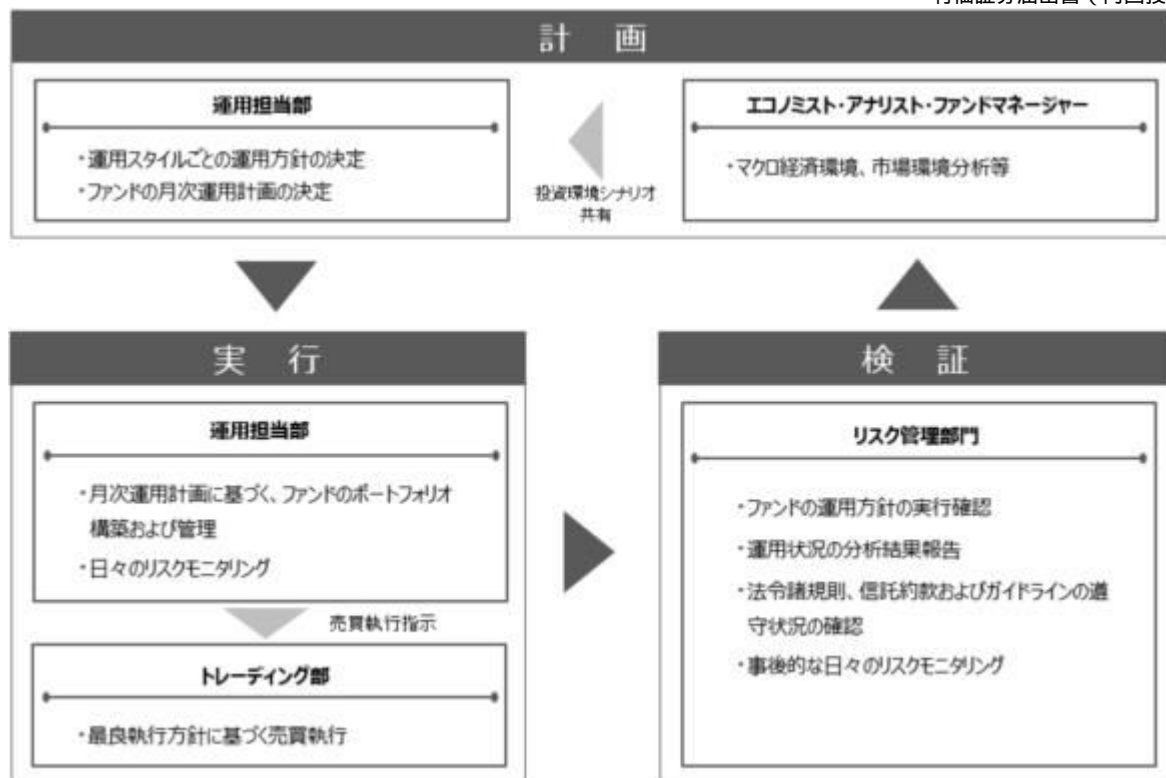 計 画
運用担当部
・運用スタイルごとの運用方針の決定
・ファンドの月次運用計画の決定
投資環境シナリオ
共有
エコノミスト・アナリスト・ファンドマネージャー
・マクロ経済環境、市場環境分析等
実 行
運用担当部
・月次運用計画に基づく、ファンドのポートフォリオ
構築および管理
・日々のリスクモニタリング
売買執行指示
トレーディング部
・最良執行方針に基づく売買執行
検 証
リスク管理部門
・ファンドの運用方針の実行確認
・運用状況の分析結果報告
・法令諸規則、信託約款およびガイドラインの遵
守状況の確認
・事後的な日々のリスクモニタリング